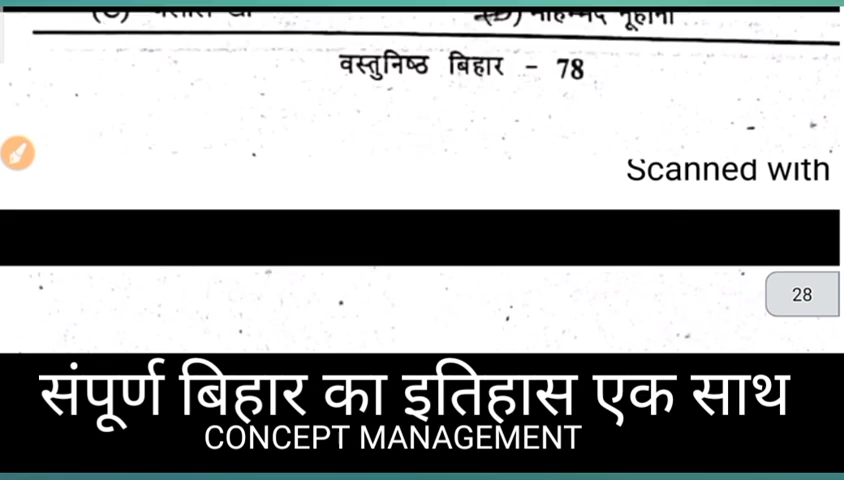 वस्तुनिष्ठ बिहार - 78
Scanned with
28
संपूर्ण बिहार का इतिहास एक साथ
CONCEPT MANAGEMENT